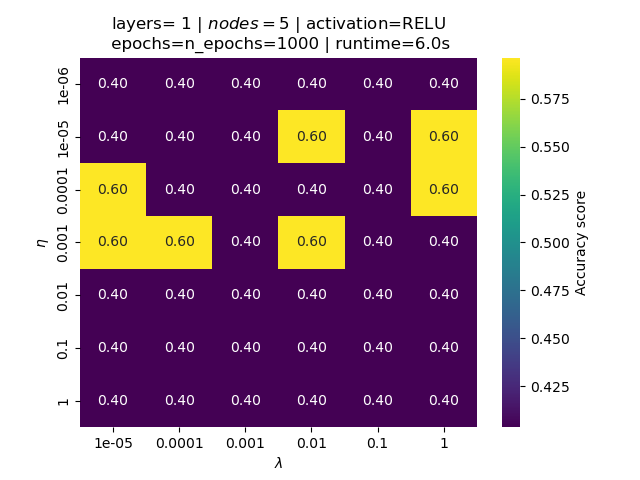 layers= 1 | nodes = 5 | activation=RELU
epochs=n_epochs=1000 | runtime=6.0s
1e-06 0.40 0.40 0.40 0.40 0.40 0.40
1e-05 0.40 0.40 0.40 0.60 0.40 0.60
0.0001 0.60 0.40 0.40 0.40 0.40 0.60
0.001 0.60 0.60 0.40 0.60 0.40 0.40
0.01 0.40 0.40 0.40 0.40 0.40 0.40
0.1 0.40 0.40 0.40 0.40 0.40 0.40
1 0.40 0.40 0.40 0.40 0.40 0.40
η
1e-05 0.0001 0.001 0.01 0.1 1
λ
0.575
0.550
0.525
0.500
0.475
0.450
0.425
Accuracy score